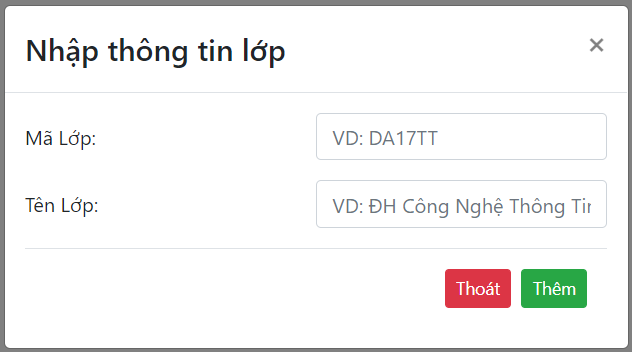 Nhập thông tin lớp ×
Mã Lớp: VD: DA17TT
Tên Lớp: VD: ĐH Công Nghệ Thông Tin
Thoát Thêm